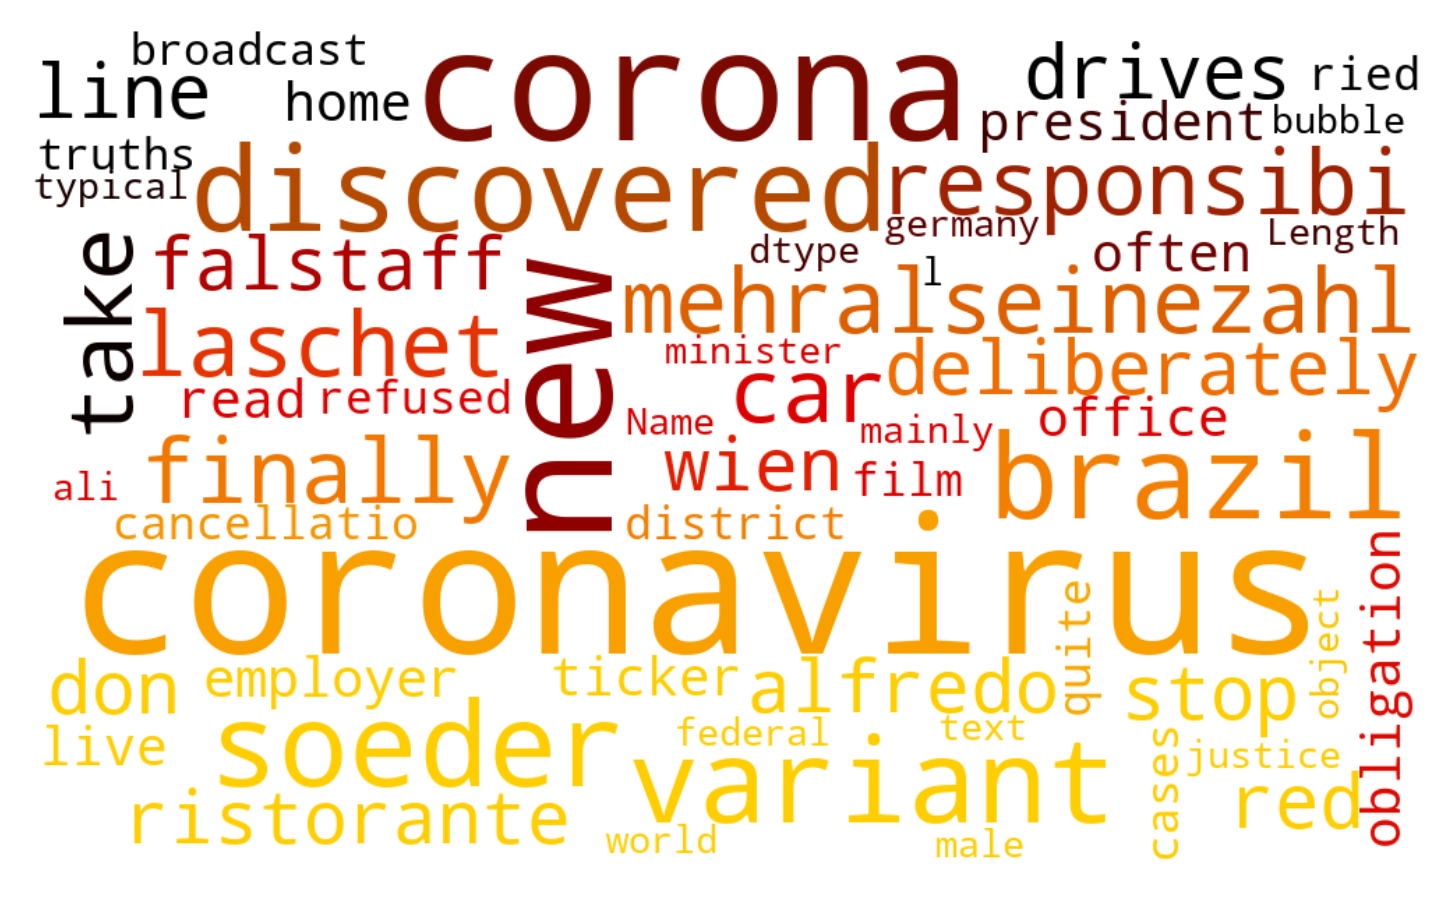 broadcast
line
home
corona
drives
ried
president
bubble
truths
typical
discovered
responsibi
germany
Length
take
falstaff
dtype
often
l
new
mehralseinezahl
laschet
minister
deliberately
read
refused
car
Name
mainly
office
finally
wien
film
brazil
ali
cancellatio
district
coronavirus
obligation
quite
object
don
employer
ticker
alfredo
stop
live
soeder
federal
text
variant
cases
justice
ristorante
red
world
male